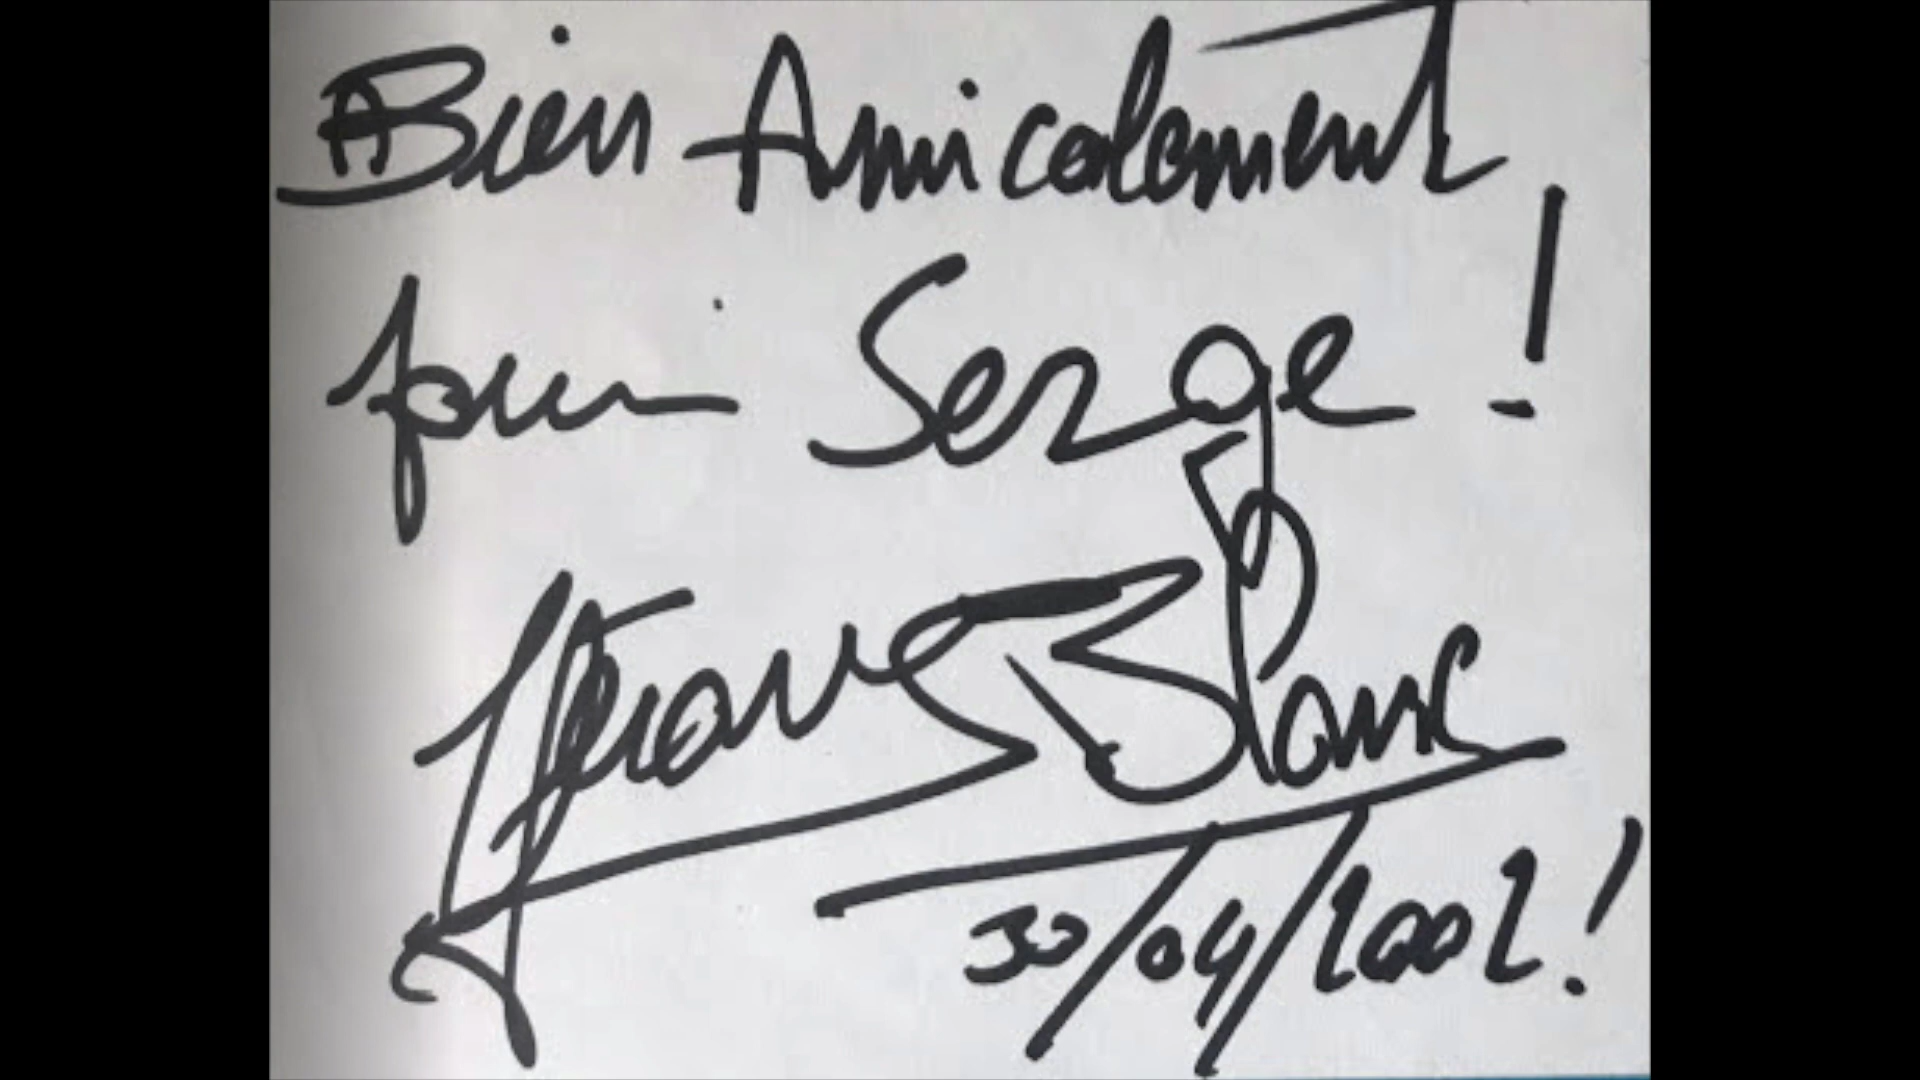 Bien Amicalement
pour Serge !
Blanc
30/04/2002 !